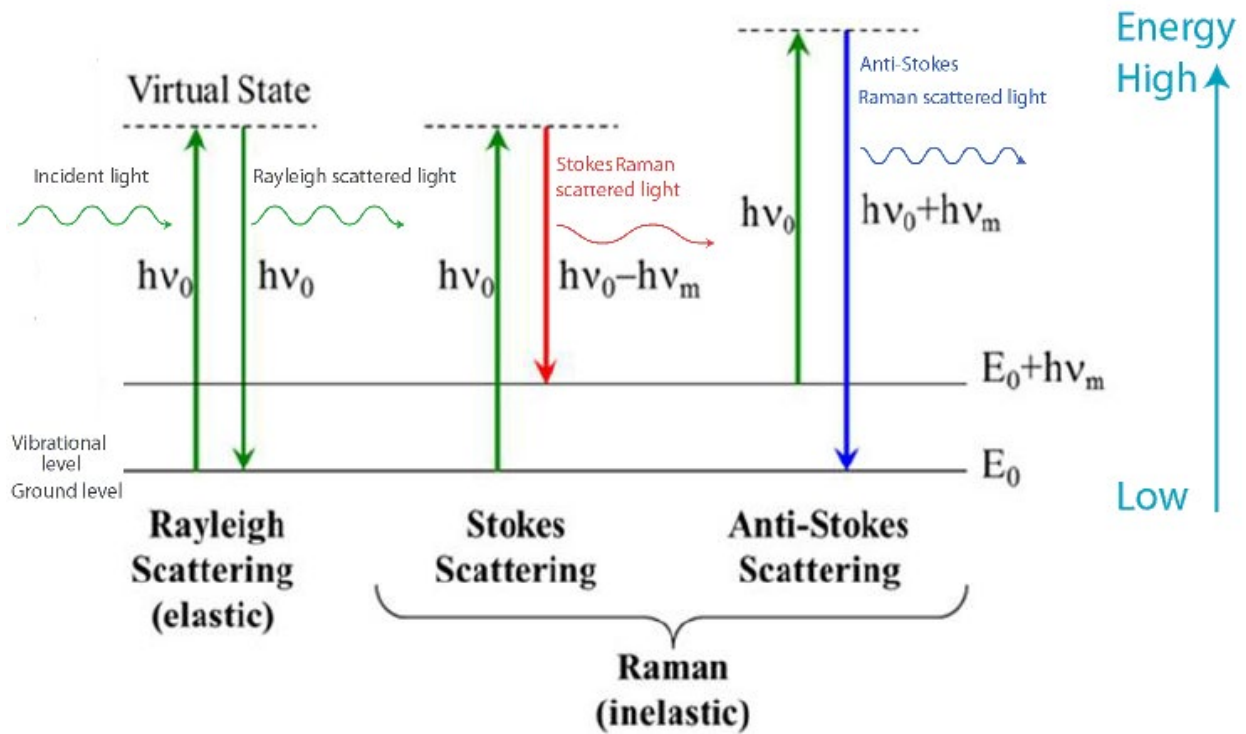 Energy
High
Anti-Stokes
Raman scattered light
Virtual State
Incident light
Rayleigh scattered light
Stokes Raman
scattered light
hν₀
hν₀
hν₀
hν₀–hνₘ
hν₀
hν₀+hνₘ
E₀+hνₘ
Vibrational
level
Ground level
E₀
Low
Rayleigh
Scattering
(elastic)
Stokes
Scattering
Anti-Stokes
Scattering
Raman
(inelastic)